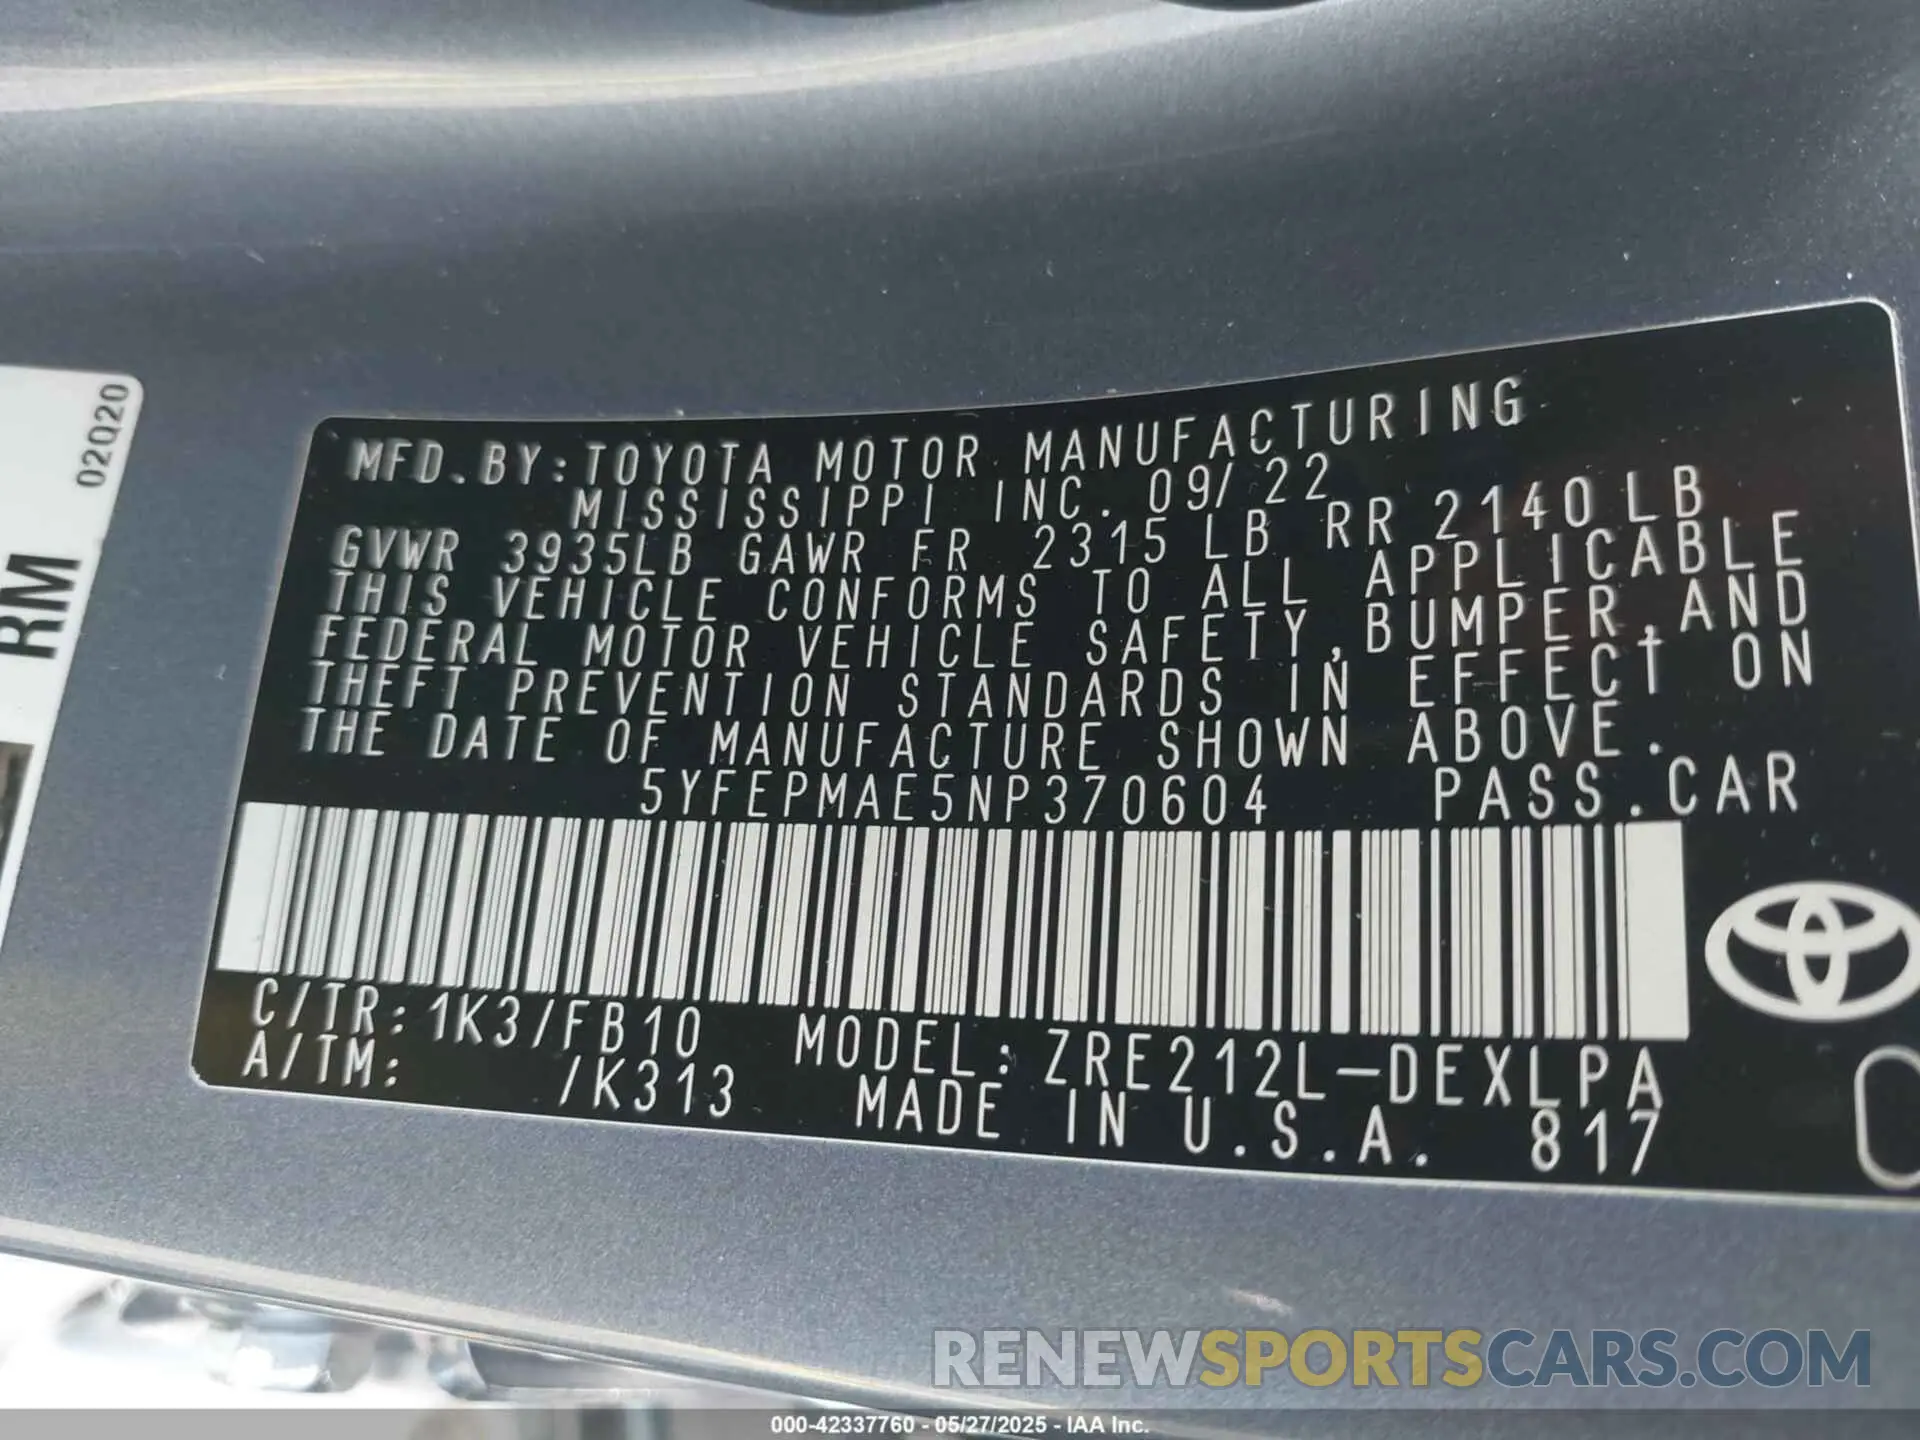 MFD.BY:TOYOTA MOTOR MANUFACTURING
MISSISSIPPI INC. 09/22
GVWR 3935LB GAWR FR 2315 LB RR 2140 LB
THIS VEHICLE CONFORMS TO ALL APPLICABLE
FEDERAL MOTOR VEHICLE SAFETY,BUMPER,AND
THEFT PREVENTION STANDARDS IN EFFECT ON
THE DATE OF MANUFACTURE SHOWN ABOVE.
5YFEPMAE5NP370604 PASS.CAR
C/TR:1K3/FB10 MODEL:ZRE212L-DEXLPA
A/TM: /K313 MADE IN U.S.A. 817
02Q20
RM
RENEWSPORTSCARS.COM
000-42337760 - 05/27/2025 - IAA Inc.